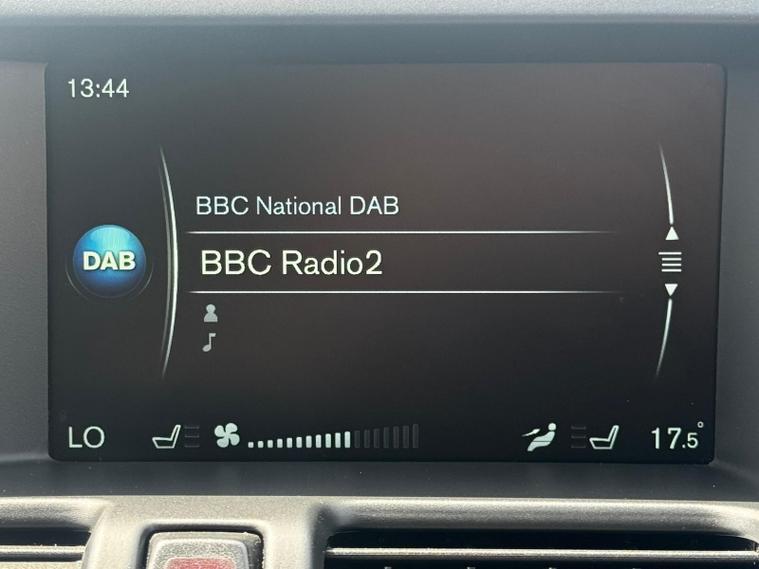 13:44
BBC National DAB
DAB
BBC Radio2
LO
17.5°